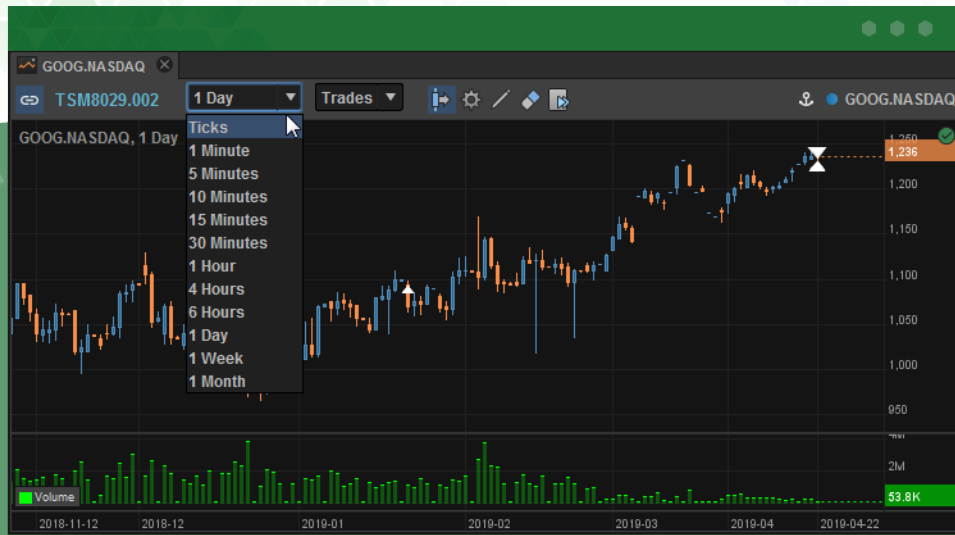 GOOG.NASDAQ
TSM8029.002 1 Day Trades GOOG.NASDAQ
GOOG.NASDAQ, 1 Day
Ticks
1 Minute
5 Minutes
10 Minutes
15 Minutes
30 Minutes
1 Hour
4 Hours
6 Hours
1 Day
1 Week
1 Month
1,250
1,236
1,200
1,150
1,100
1,050
1,000
950
2M
Volume
53.8K
2018-11-12 2018-12 2019-01 2019-02 2019-03 2019-04 2019-04-22